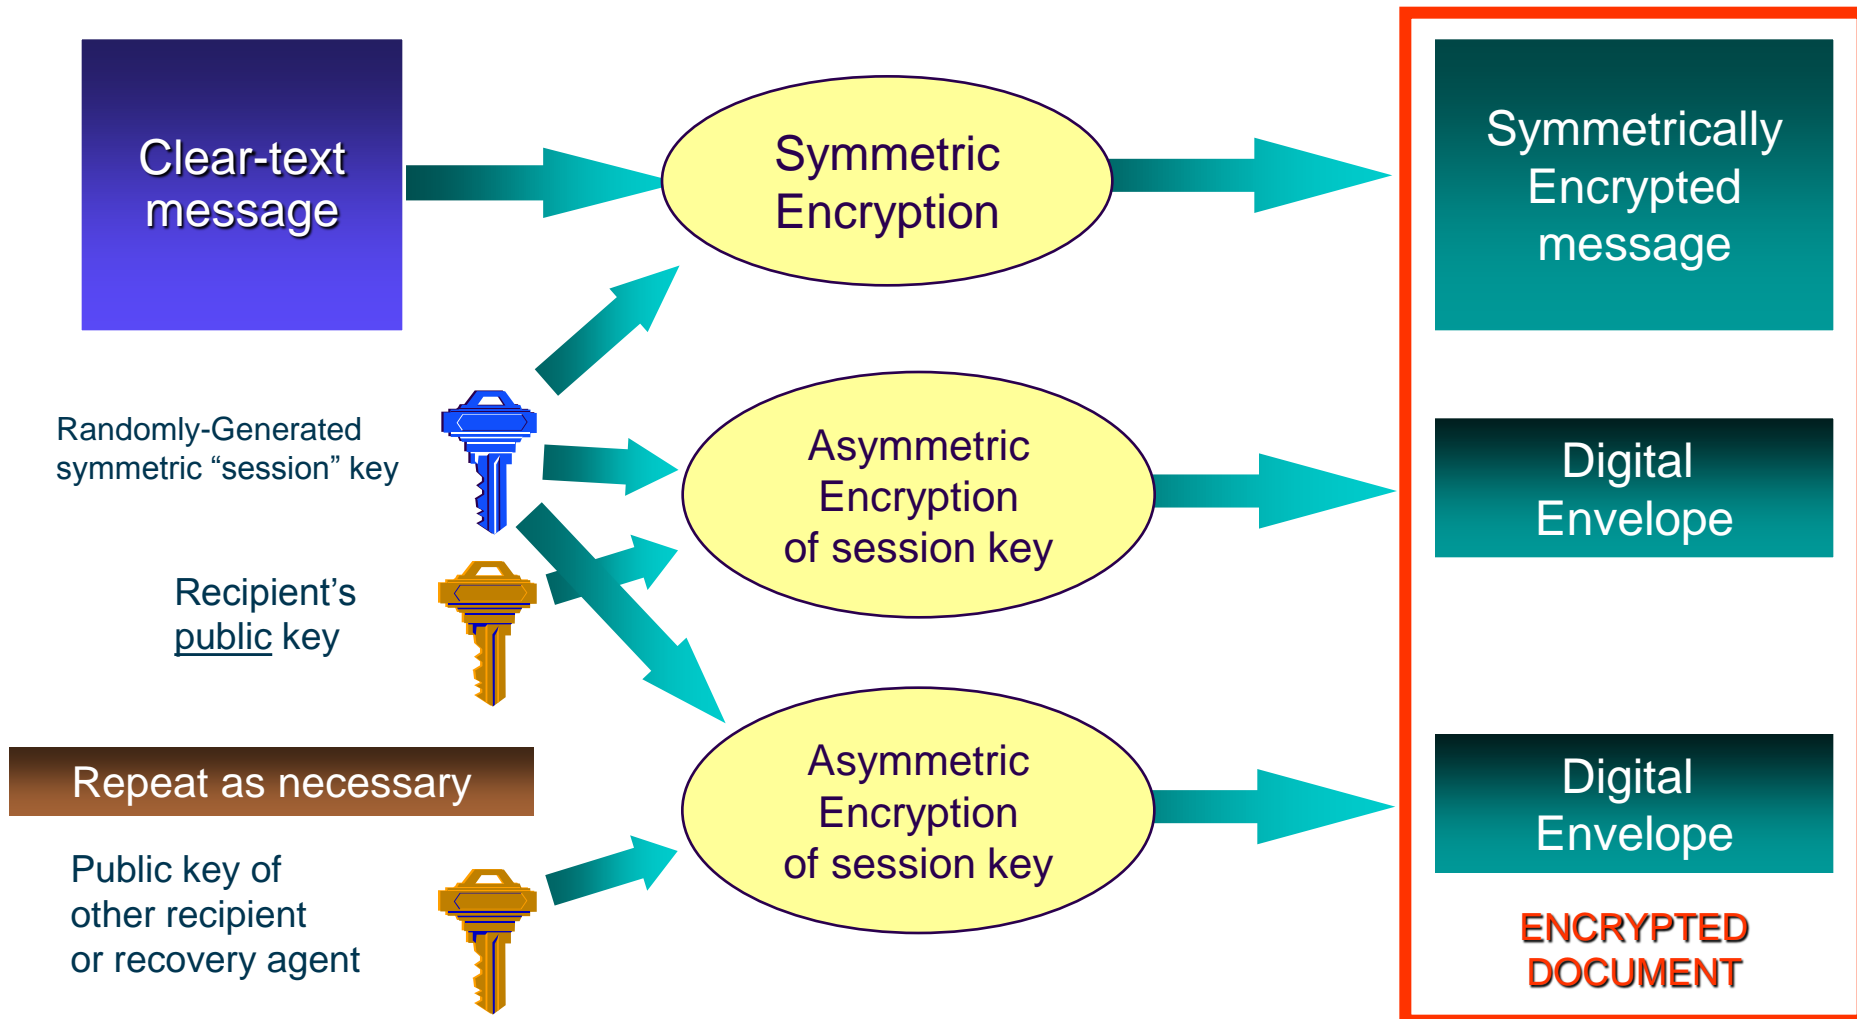 Clear-text
message
Symmetric
Encryption
Symmetrically
Encrypted
message
Randomly-Generated
symmetric “session” key
Asymmetric
Encryption
of session key
Digital
Envelope
Recipient’s
public key
Repeat as necessary
Public key of
other recipient
or recovery agent
Asymmetric
Encryption
of session key
Digital
Envelope
ENCRYPTED
DOCUMENT